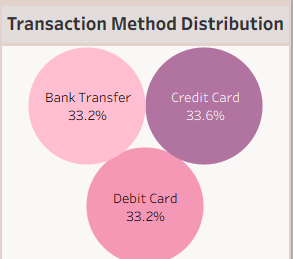 Transaction Method Distribution
Bank Transfer
33.2%
Credit Card
33.6%
Debit Card
33.2%